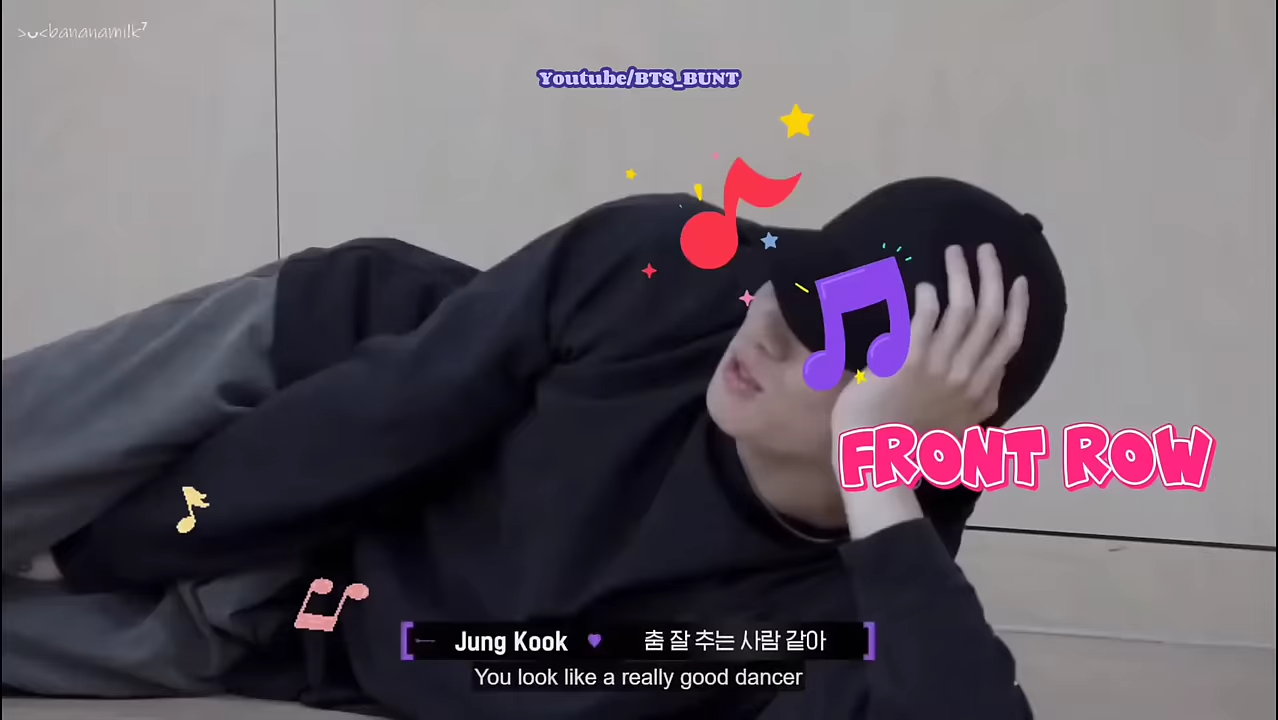 >ᴗ<bananamilk⁷
Youtube/BTS_BUNT
FRONT ROW
Jung Kook 💜 춤 잘 추는 사람 같아
You look like a really good dancer